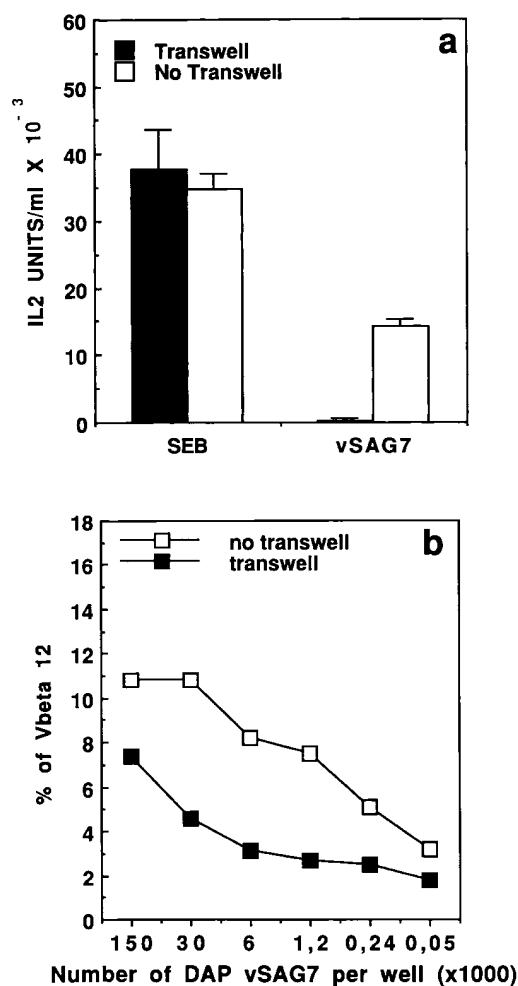 a
Transwell
No Transwell
IL2 UNITS/ml X 10⁻³
60
50
40
30
20
10
0
SEB vSAG7
b
no transwell
transwell
% of Vbeta 12
18
16
14
12
10
8
6
4
2
0
150 30 6 1,2 0,24 0,05
Number of DAP vSAG7 per well (x1000)